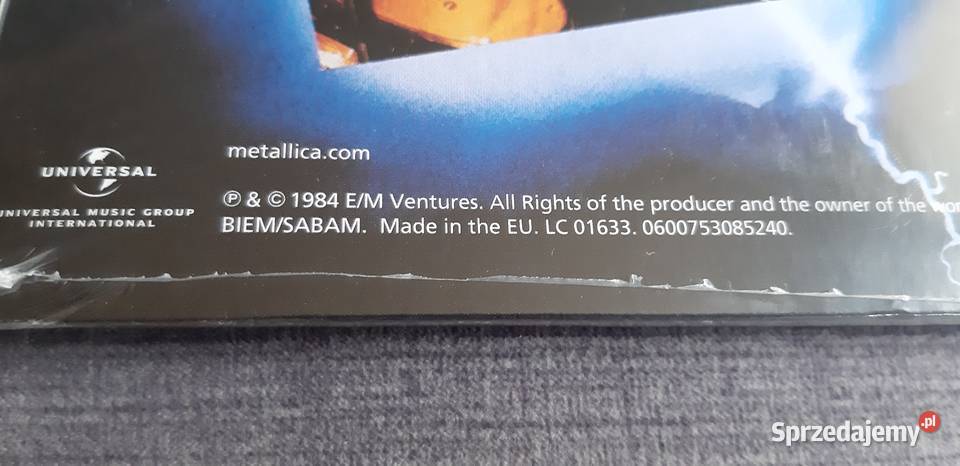 metallica.com
UNIVERSAL
UNIVERSAL MUSIC GROUP
INTERNATIONAL
℗ & © 1984 E/M Ventures. All Rights of the producer and the owner of the
BIEM/SABAM. Made in the EU. LC 01633. 0600753085240.
Sprzedajemy.pl